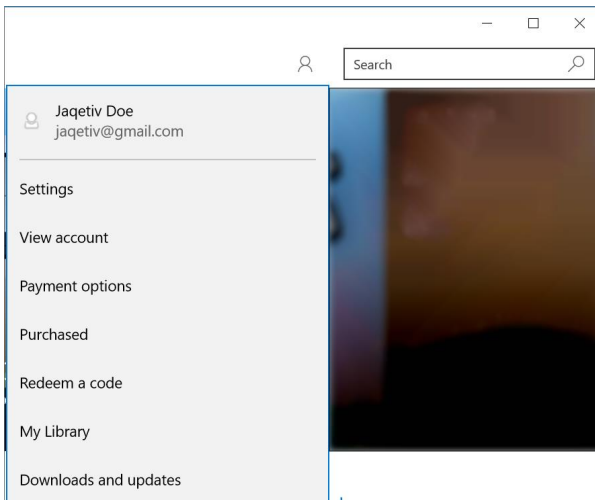 Search
Jaqetiv Doe
jaqetiv@gmail.com
Settings
View account
Payment options
Purchased
Redeem a code
My Library
Downloads and updates